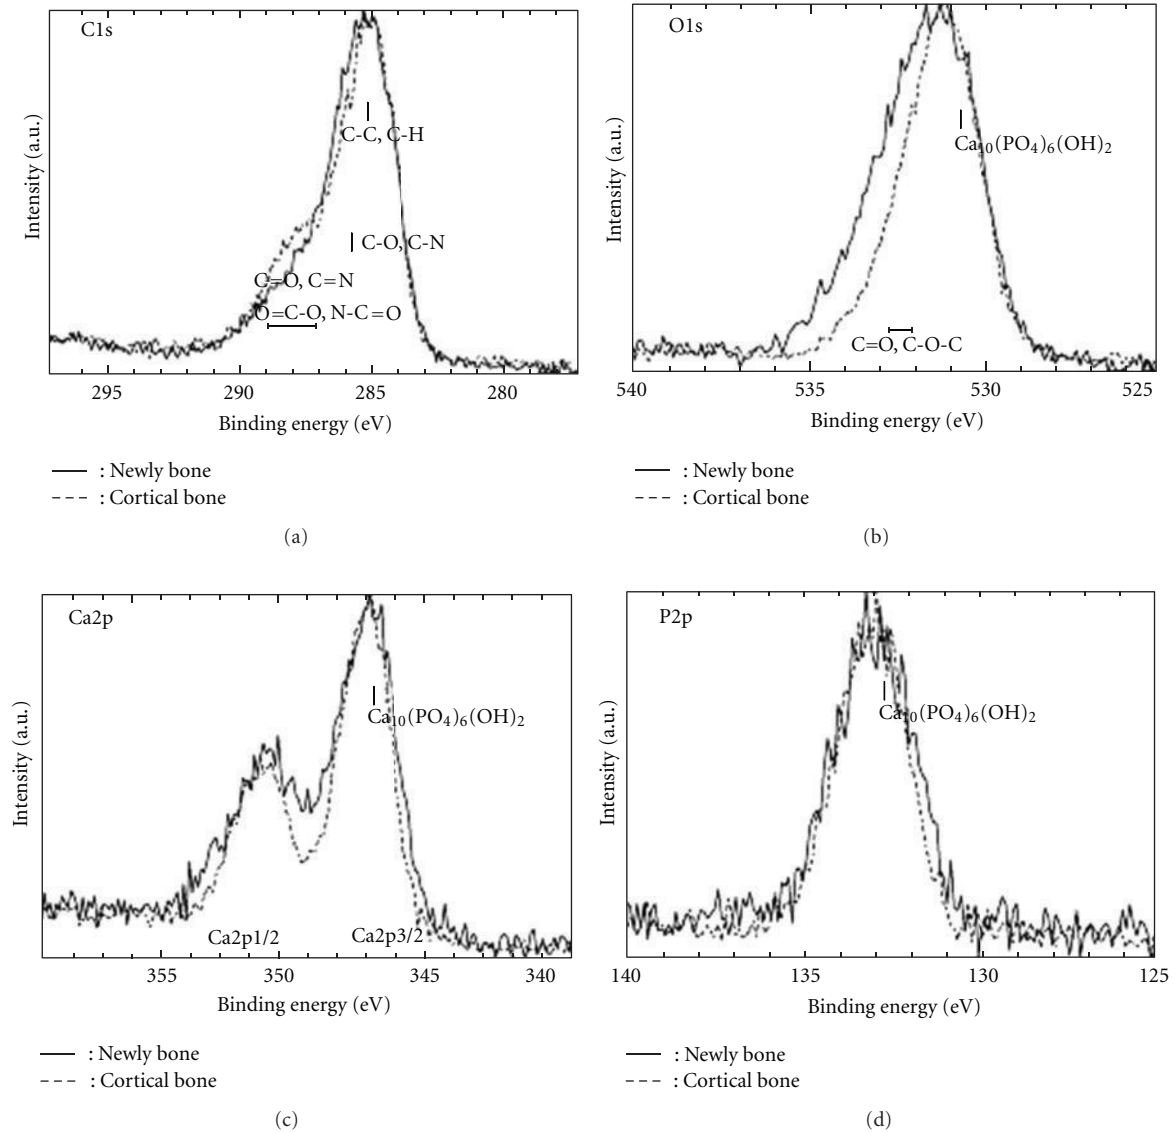 C1s
Intensity (a.u.)
C-C, C-H
C-O, C-N
C=O, C=N
O=C-O, N-C=O
295 290 285 280
Binding energy (eV)
: Newly bone
: Cortical bone
(a)
O1s
Intensity (a.u.)
Ca₁₀(PO₄)₆(OH)₂
C=O, C-O-C
540 535 530 525
Binding energy (eV)
: Newly bone
: Cortical bone
(b)
Ca2p
Intensity (a.u.)
Ca₁₀(PO₄)₆(OH)₂
Ca2p1/2 Ca2p3/2
355 350 345 340
Binding energy (eV)
: Newly bone
: Cortical bone
(c)
P2p
Intensity (a.u.)
Ca₁₀(PO₄)₆(OH)₂
140 135 130 125
Binding energy (eV)
: Newly bone
: Cortical bone
(d)